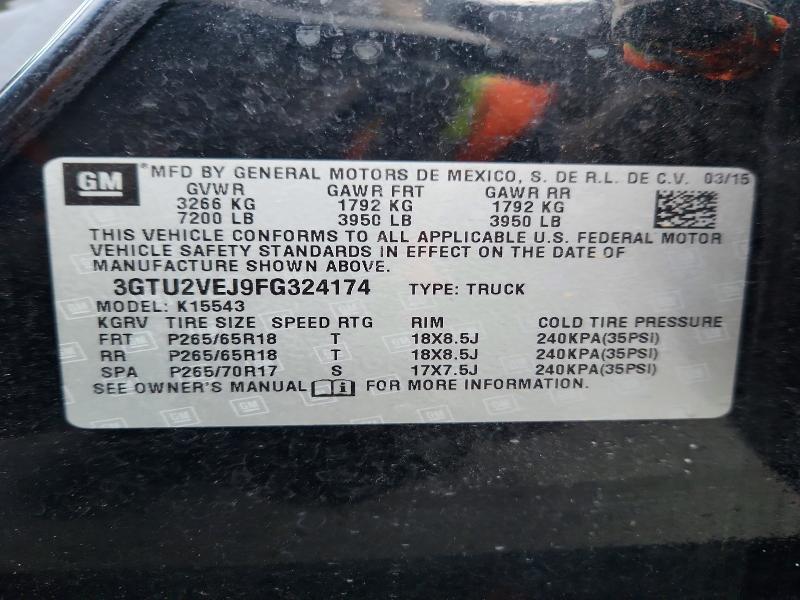 GM ®MFD BY GENERAL MOTORS DE MEXICO, S. DE R.L. DE C.V. 03/15
GVWR GAWR FRT GAWR RR
3266 KG 1792 KG 1792 KG
7200 LB 3950 LB 3950 LB
THIS VEHICLE CONFORMS TO ALL APPLICABLE U.S. FEDERAL MOTOR
VEHICLE SAFETY STANDARDS IN EFFECT ON THE DATE OF
MANUFACTURE SHOWN ABOVE.
3GTU2VEJ9FG324174 TYPE: TRUCK
MODEL: K15543
KGRV TIRE SIZE SPEED RTG RIM COLD TIRE PRESSURE
FRT P265/65R18 T 18X8.5J 240KPA(35PSI)
RR P265/65R18 T 18X8.5J 240KPA(35PSI)
SPA P265/70R17 S 17X7.5J 240KPA(35PSI)
SEE OWNER'S MANUAL FOR MORE INFORMATION.